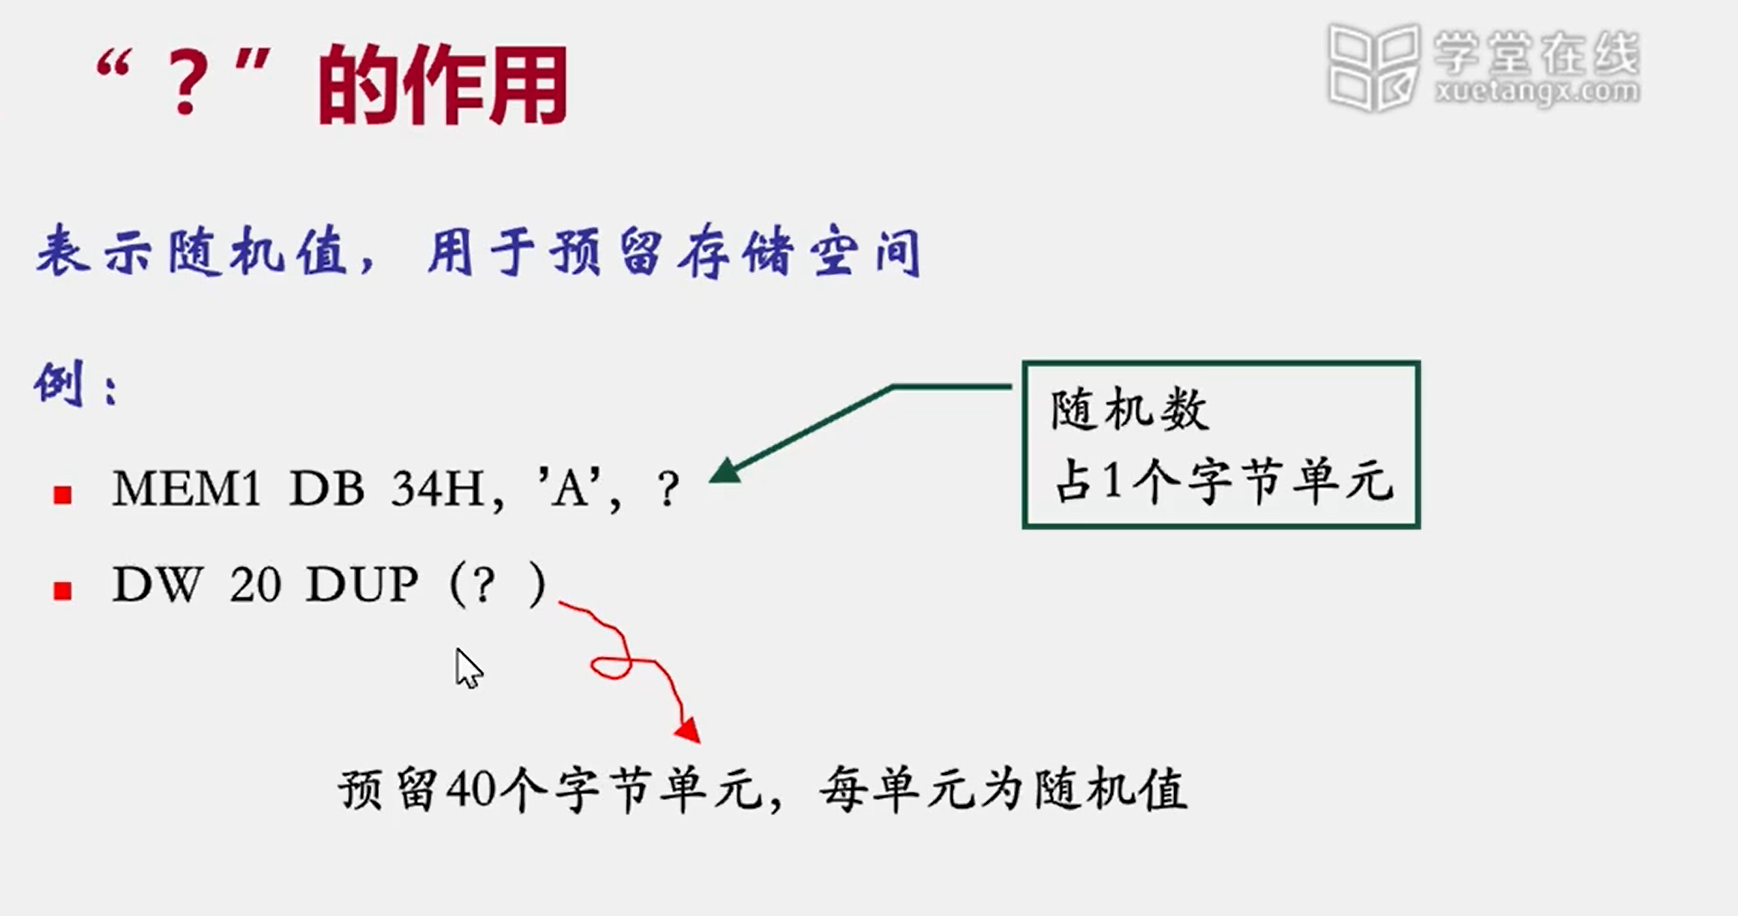 “？”的作用
学堂在线
xuetangx.com
表示随机值，用于预留存储空间
例：
MEM1 DB 34H，’A’，？
随机数
占1个字节单元
DW 20 DUP（？）
预留40个字节单元，每单元为随机值